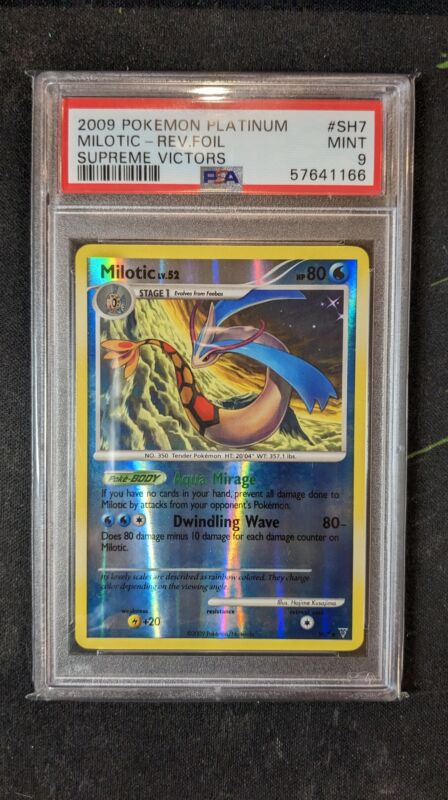 2009 POKEMON PLATINUM #SH7
MILOTIC - REV.FOIL MINT
SUPREME VICTORS 9
PSA 57641166
Milotic LV.52 HP 80
STAGE 1 Evolves from Feebas
NO. 350 Tender Pokémon HT: 20'04" WT: 357.1 lbs.
Poké-BODY Aqua Mirage
If you have no cards in your hand, prevent all damage done to
Milotic by attacks from your opponent's Pokémon.
Dwindling Wave 80-
Does 80 damage minus 10 damage for each damage counter on
Milotic.
Its lovely scales are described as rainbow colored. They change
color depending on the viewing angle.
Illus. Hajime Kusajima
weakness resistance retreat cost
+20
©2009 Pokémon/Nintendo SH7